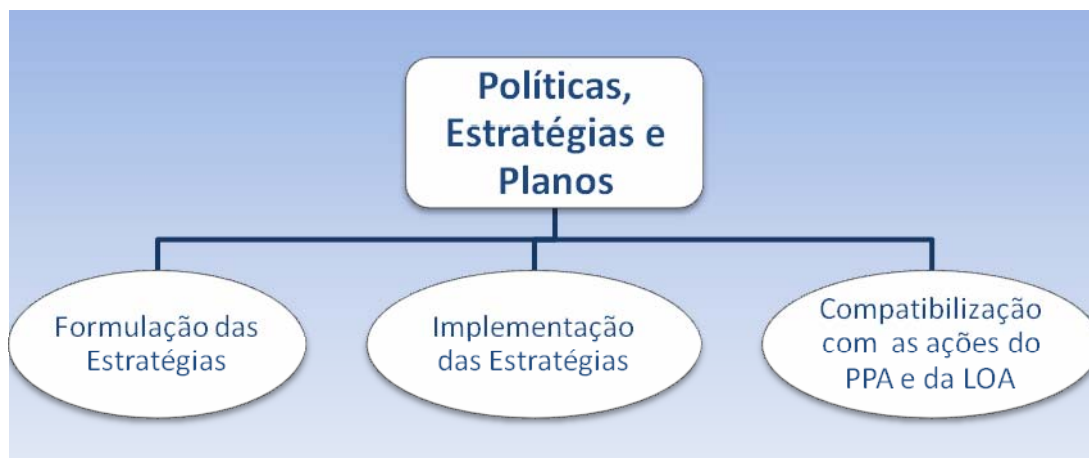 Políticas,
Estratégias e
Planos
Formulação das
Estratégias
Implementação
das Estratégias
Compatibilização
com as ações do
PPA e da LOA